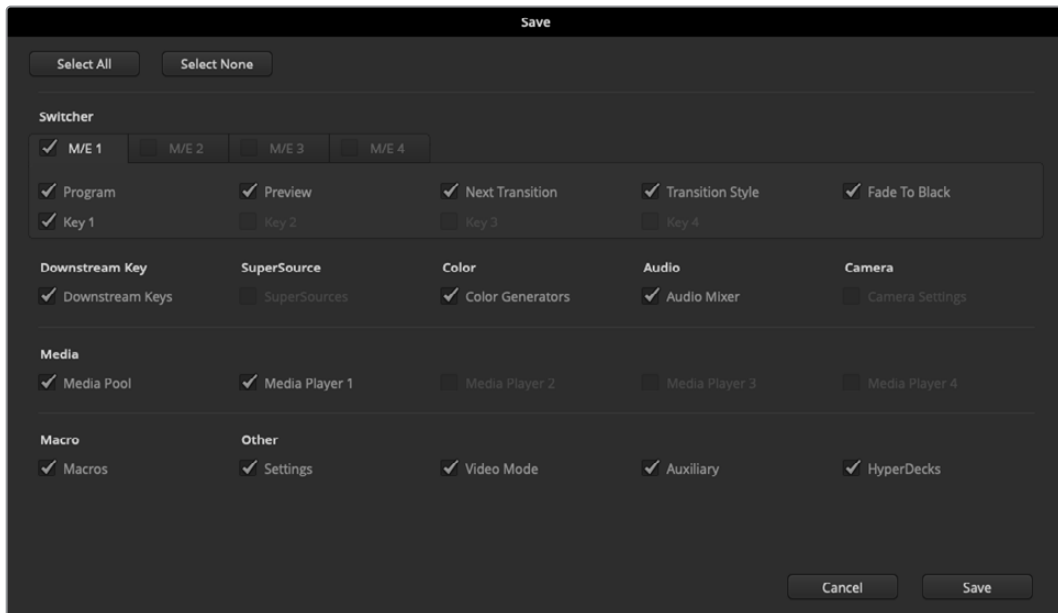 Save
Select All Select None
Switcher
M/E 1 M/E 2 M/E 3 M/E 4
Program Preview Next Transition Transition Style Fade To Black
Key 1 Key 2 Key 3 Key 4
Downstream Key SuperSource Color Audio Camera
Downstream Keys SuperSources Color Generators Audio Mixer Camera Settings
Media
Media Pool Media Player 1 Media Player 2 Media Player 3 Media Player 4
Macro Other
Macros Settings Video Mode Auxiliary HyperDecks
Cancel Save